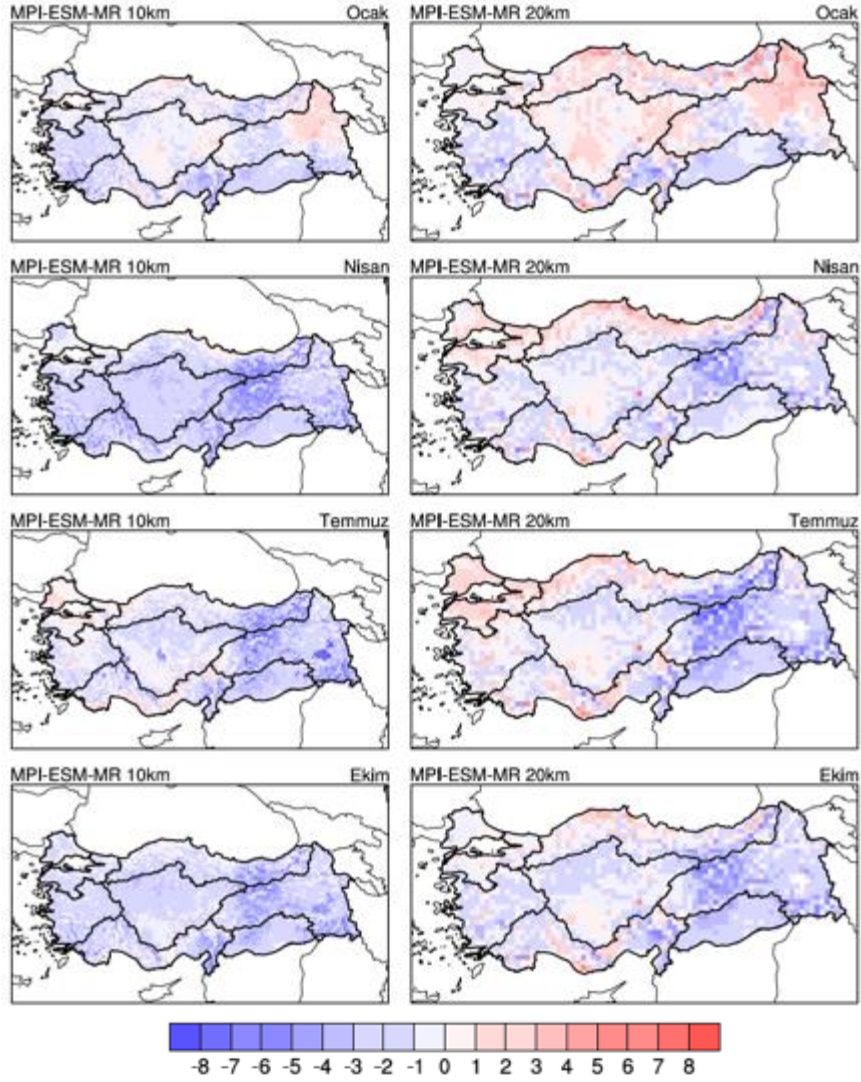 MPI-ESM-MR 10km Ocak MPI-ESM-MR 20km Ocak
MPI-ESM-MR 10km Nisan MPI-ESM-MR 20km Nisan
MPI-ESM-MR 10km Temmuz MPI-ESM-MR 20km Temmuz
MPI-ESM-MR 10km Ekim MPI-ESM-MR 20km Ekim
-8 -7 -6 -5 -4 -3 -2 -1 0 1 2 3 4 5 6 7 8